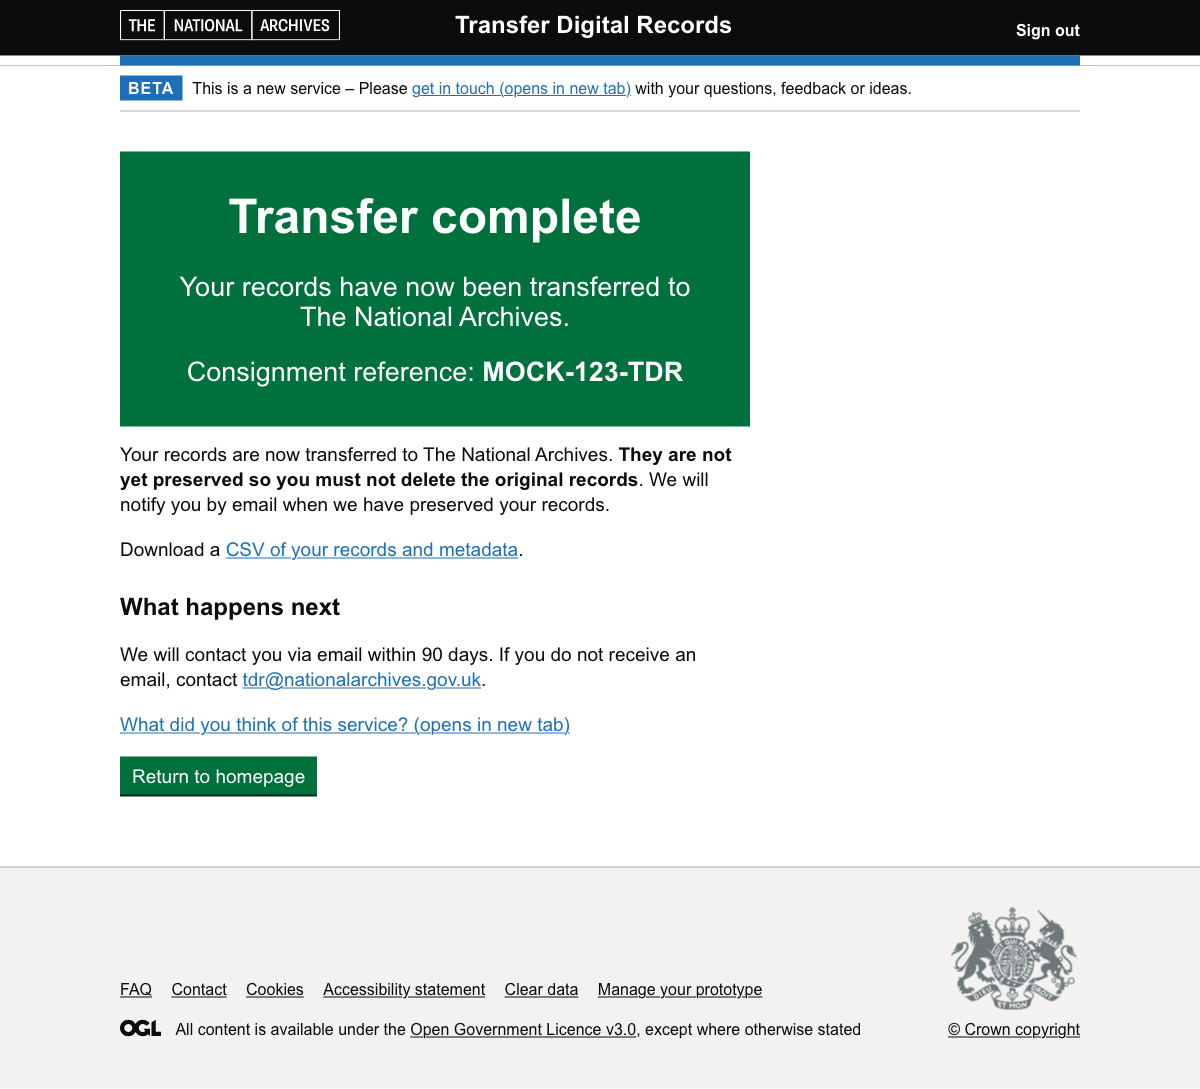 THE NATIONAL ARCHIVES
Transfer Digital Records
Sign out
BETA This is a new service – Please get in touch (opens in new tab) with your questions, feedback or ideas.
Transfer complete
Your records have now been transferred to
The National Archives.
Consignment reference: MOCK-123-TDR
Your records are now transferred to The National Archives. They are not
yet preserved so you must not delete the original records. We will
notify you by email when we have preserved your records.
Download a CSV of your records and metadata.
What happens next
We will contact you via email within 90 days. If you do not receive an
email, contact tdr@nationalarchives.gov.uk.
What did you think of this service? (opens in new tab)
Return to homepage
FAQ Contact Cookies Accessibility statement Clear data Manage your prototype
OGL All content is available under the Open Government Licence v3.0, except where otherwise stated
© Crown copyright